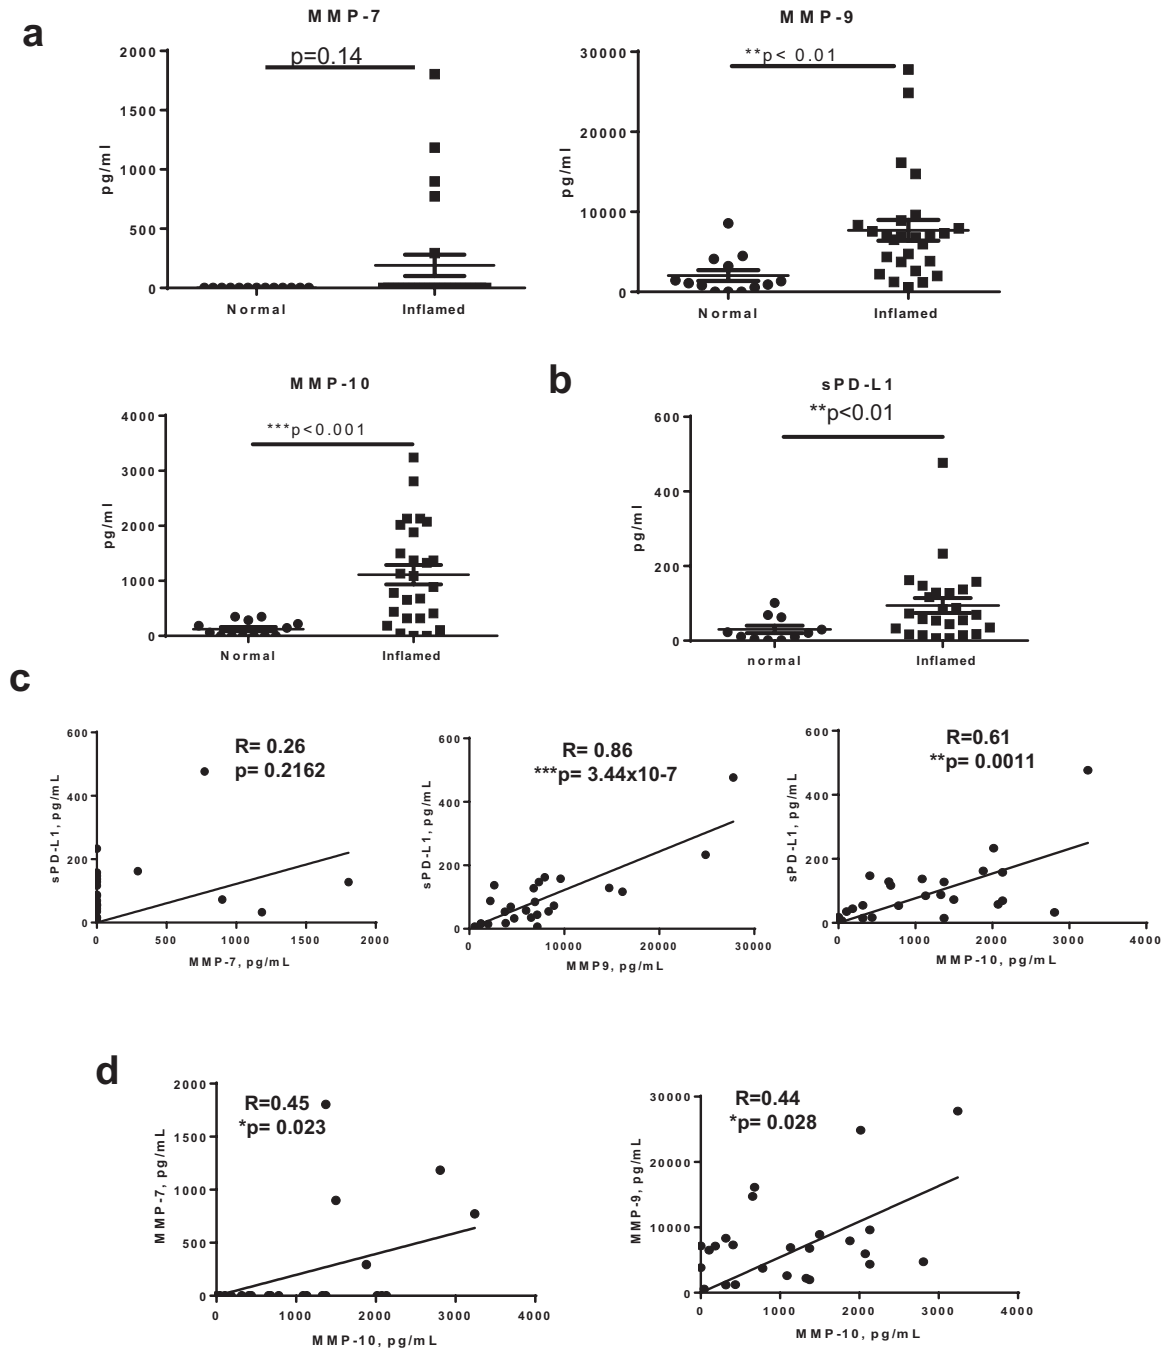 a
MMP-7
p=0.14
2000
1500
1000
500
0
pg/ml
Normal
Inflamed
MMP-9
**p< 0.01
30000
20000
10000
0
pg/ml
Normal
Inflamed
MMP-10
***p<0.001
4000
3000
2000
1000
0
pg/ml
Normal
Inflamed
b
sPD-L1
**p<0.01
600
400
200
0
pg/ml
normal
Inflamed
c
R= 0.26
p= 0.2162
600
400
200
0
sPD-L1, pg/mL
0 500 1000 1500 2000
MMP-7, pg/mL
R= 0.86
***p= 3.44x10-7
600
400
200
0
sPD-L1, pg/mL
0 10000 20000 30000
MMP9, pg/mL
R=0.61
**p= 0.0011
600
400
200
0
sPD-L1, pg/mL
0 1000 2000 3000 4000
MMP-10, pg/mL
d
R=0.45
*p= 0.023
2000
1500
1000
500
0
MMP-7, pg/mL
0 1000 2000 3000 4000
MMP-10, pg/mL
R=0.44
*p= 0.028
30000
20000
10000
0
MMP-9, pg/mL
0 1000 2000 3000 4000
MMP-10, pg/mL